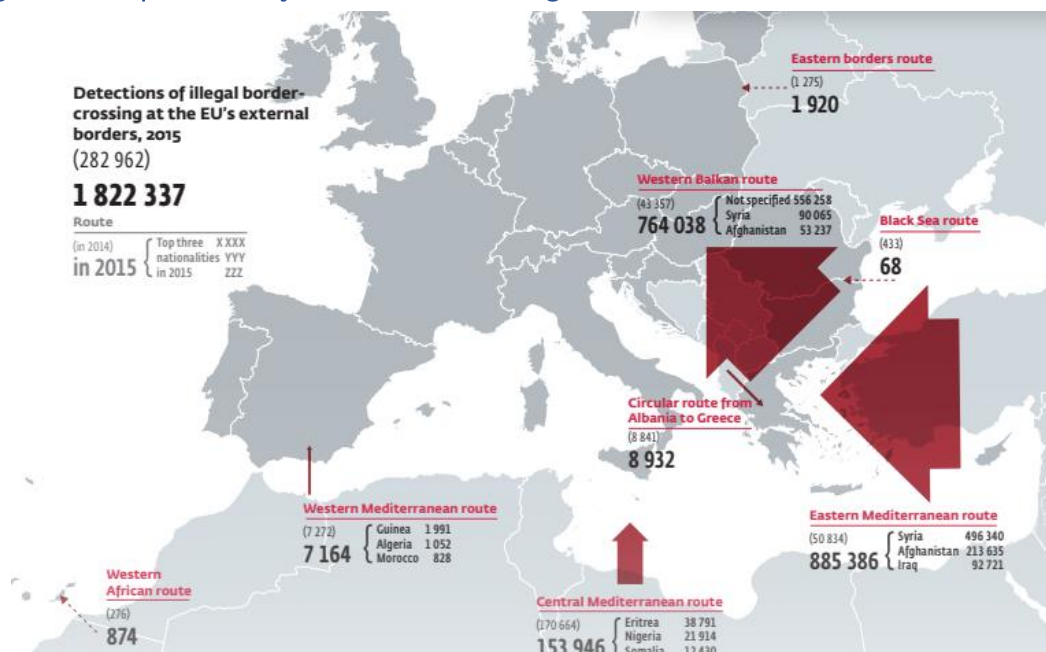 Detections of illegal border-
crossing at the EU's external
borders, 2015
(282 962)
1 822 337
Route
(in 2014)
in 2015
Top three X XXX
nationalities YYY
in 2015 ZZZ
Eastern borders route
(1 275)
1 920
Western Balkan route
(43 357)
764 038
Not specified 556 258
Syria 90 065
Afghanistan 53 237
Black Sea route
(433)
68
Circular route from
Albania to Greece
(8 841)
8 932
Western Mediterranean route
(7 272)
7 164
Guinea 1 991
Algeria 1 052
Morocco 828
Eastern Mediterranean route
(50 834)
885 386
Syria 496 340
Afghanistan 213 635
Iraq 92 721
Western
African route
(276)
874
Central Mediterranean route
(170 664)
153 946
Eritrea 38 791
Nigeria 21 914
Somalia 12 430